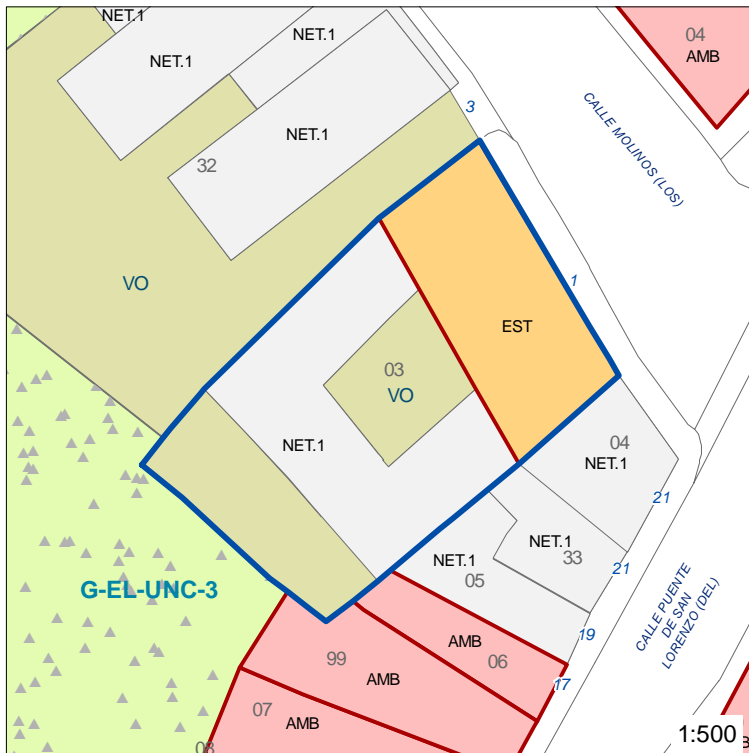 NET.1
NET.1
04
AMB
NET.1
3
CALLE MOLINOS (LOS)
NET.1
32
VO
1
EST
03
VO
NET.1
04
NET.1
21
NET.1
33
21
NET.1
05
G-EL-UNC-3
CALLE PUENTE
DE SAN
LORENZO (DEL)
19
AMB
06
99
AMB
17
07
AMB
1:500